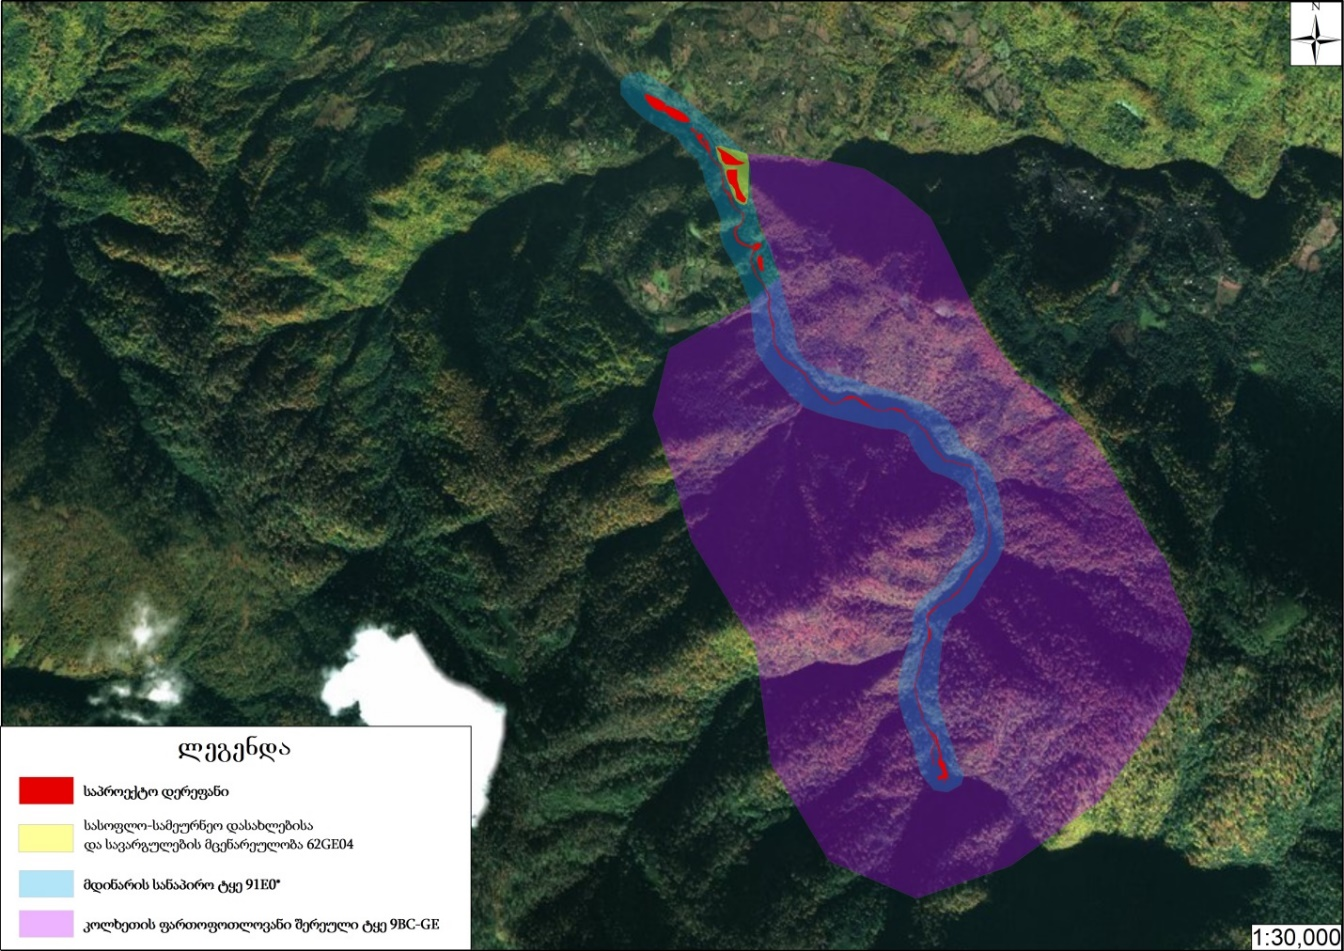 N
ლეგენდა
საპროექტო დერეფანი
სასოფლო-სამეურნეო დასახლებისა
და სავარგულების მცენარეულობა 62GE04
მდინარის სანაპირო ტყე 91E0*
კოლხეთის ფართოფოთლოვანი შერეული ტყე 9BC-GE
1:30,000